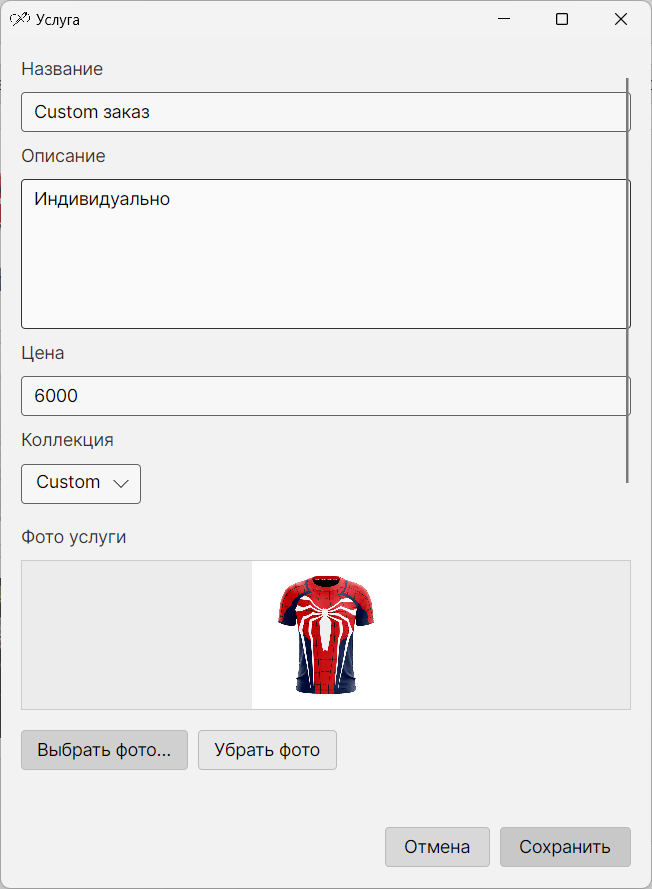 Услуга
Название
Custom заказ
Описание
Индивидуально
Цена
6000
Коллекция
Custom
Фото услуги
Выбрать фото...
Убрать фото
Отмена
Сохранить